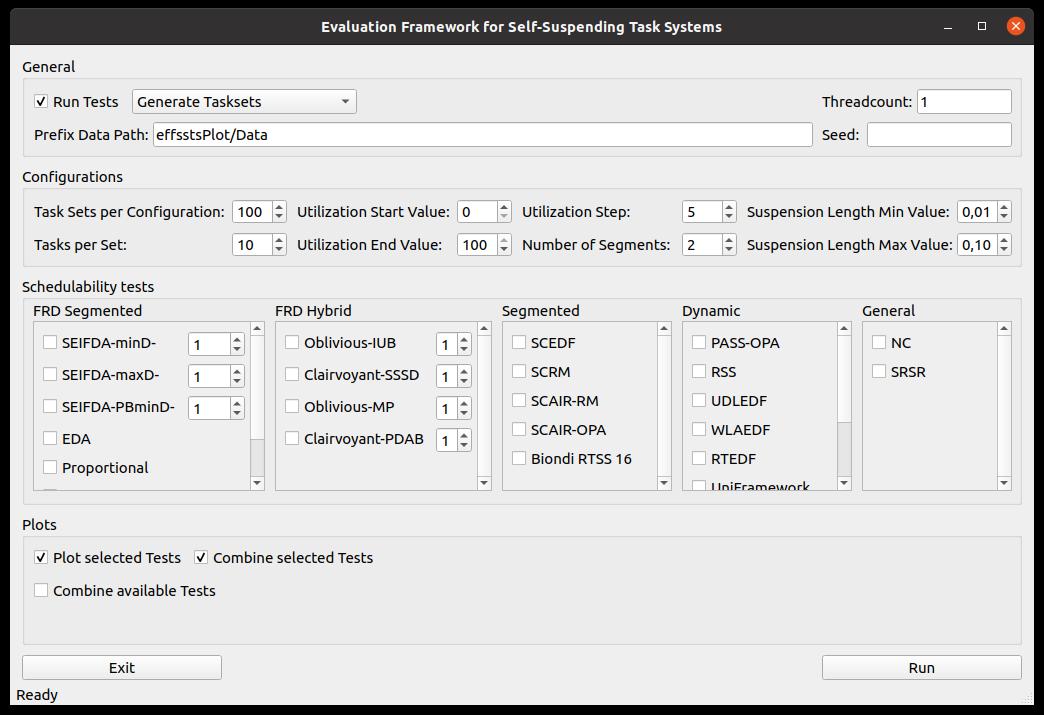 Evaluation Framework for Self-Suspending Task Systems
General
Run Tests Generate Tasksets Threadcount: 1
Prefix Data Path: effsstsPlot/Data Seed:
Configurations
Task Sets per Configuration: 100 Utilization Start Value: 0 Utilization Step: 5 Suspension Length Min Value: 0,01
Tasks per Set: 10 Utilization End Value: 100 Number of Segments: 2 Suspension Length Max Value: 0,10
Schedulability tests
FRD Segmented
SEIFDA-minD- 1
SEIFDA-maxD- 1
SEIFDA-PBminD- 1
EDA
Proportional
FRD Hybrid
Oblivious-IUB 1
Clairvoyant-SSSD 1
Oblivious-MP 1
Clairvoyant-PDAB 1
Segmented
SCEDF
SCRM
SCAIR-RM
SCAIR-OPA
Biondi RTSS 16
Dynamic
PASS-OPA
RSS
UDLEDF
WLAEDF
RTEDF
UniFramework
General
NC
SRSR
Plots
Plot selected Tests Combine selected Tests
Combine available Tests
Exit Run
Ready